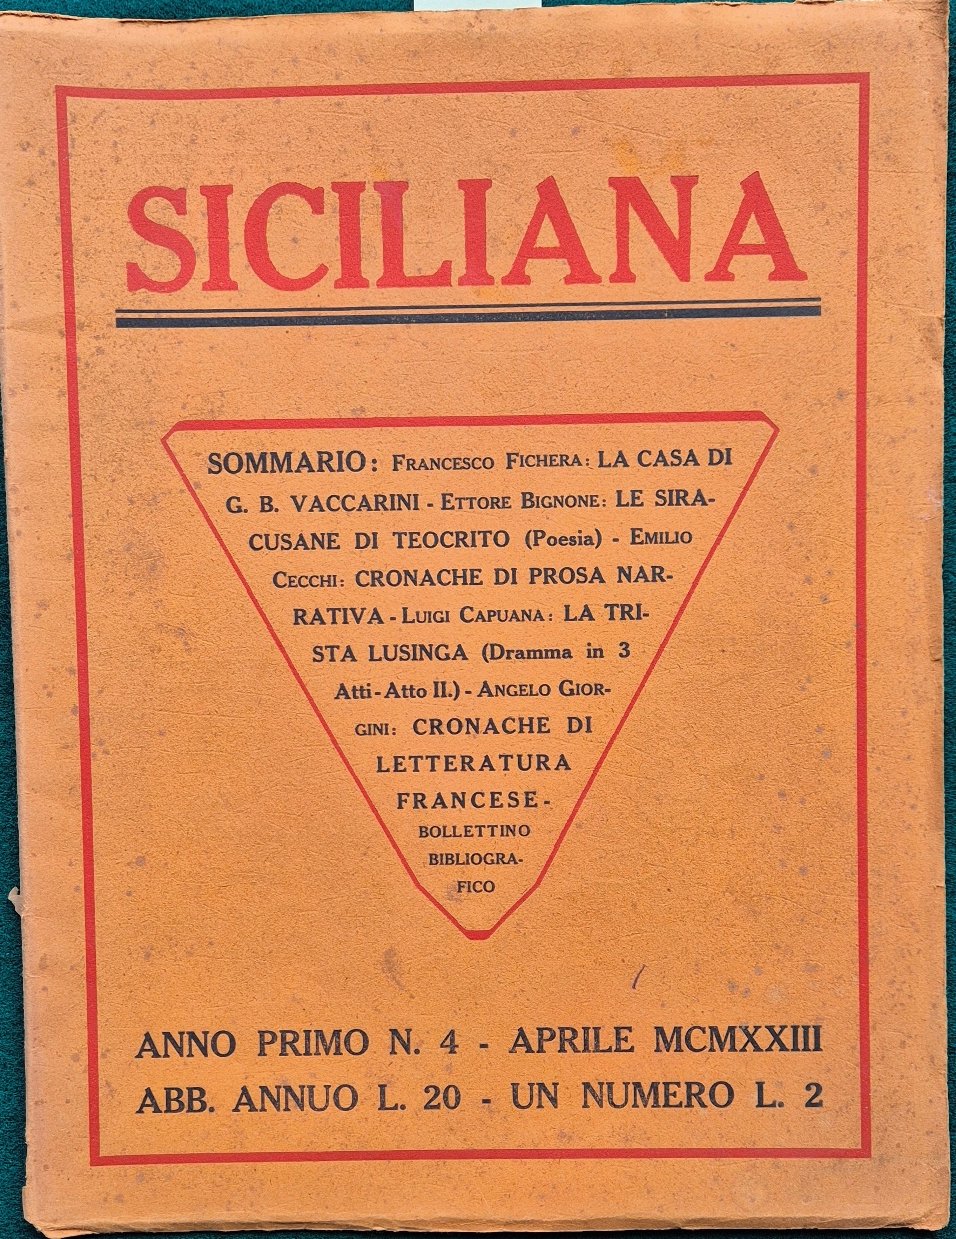 SICILIANA
SOMMARIO: FRANCESCO FICHERA: LA CASA DI
G. B. VACCARINI - ETTORE BIGNONE: LE SIRA-
CUSANE DI TEOCRITO (Poesia) - EMILIO
CECCHI: CRONACHE DI PROSA NAR-
RATIVA - LUIGI CAPUANA: LA TRI-
STA LUSINGA (Dramma in 3
Atti - Atto II.) - ANGELO GIOR-
GINI: CRONACHE DI
LETTERATURA
FRANCESE -
BOLLETTINO
BIBLIOGRA-
FICO
ANNO PRIMO N. 4 - APRILE MCMXXIII
ABB. ANNUO L. 20 - UN NUMERO L. 2